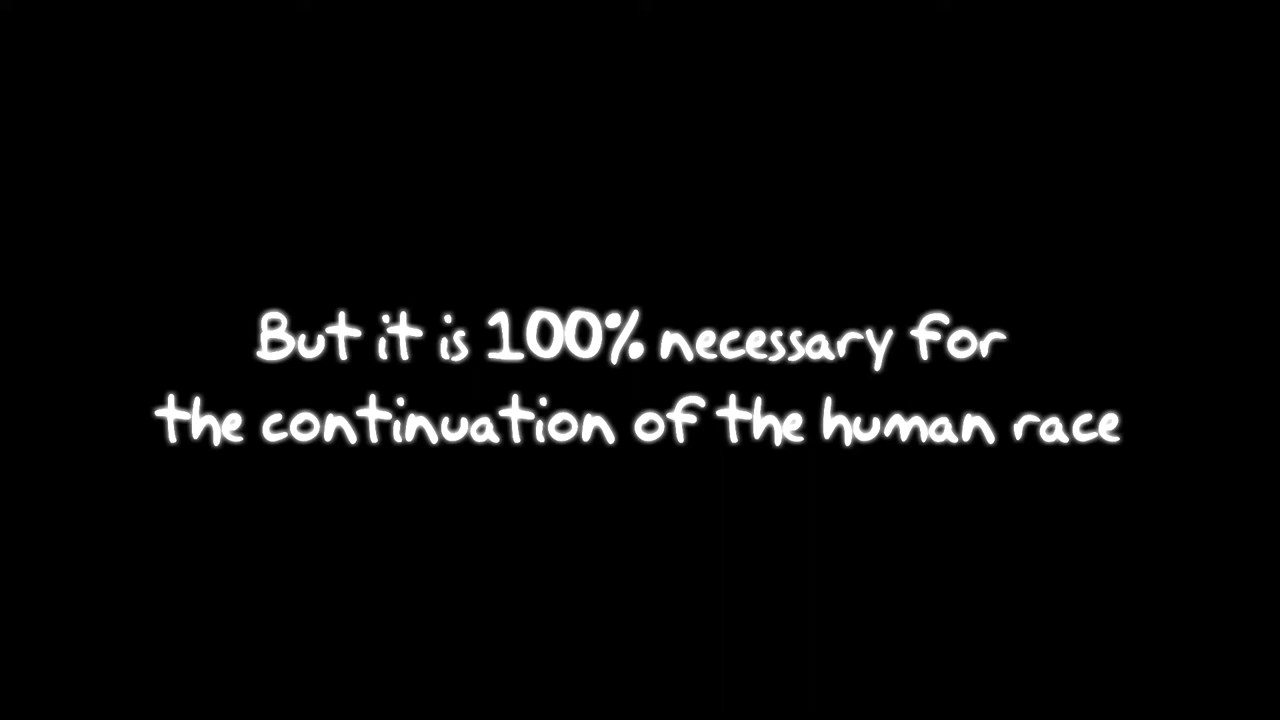 But it is 100% necessary for
the continuation of the human race